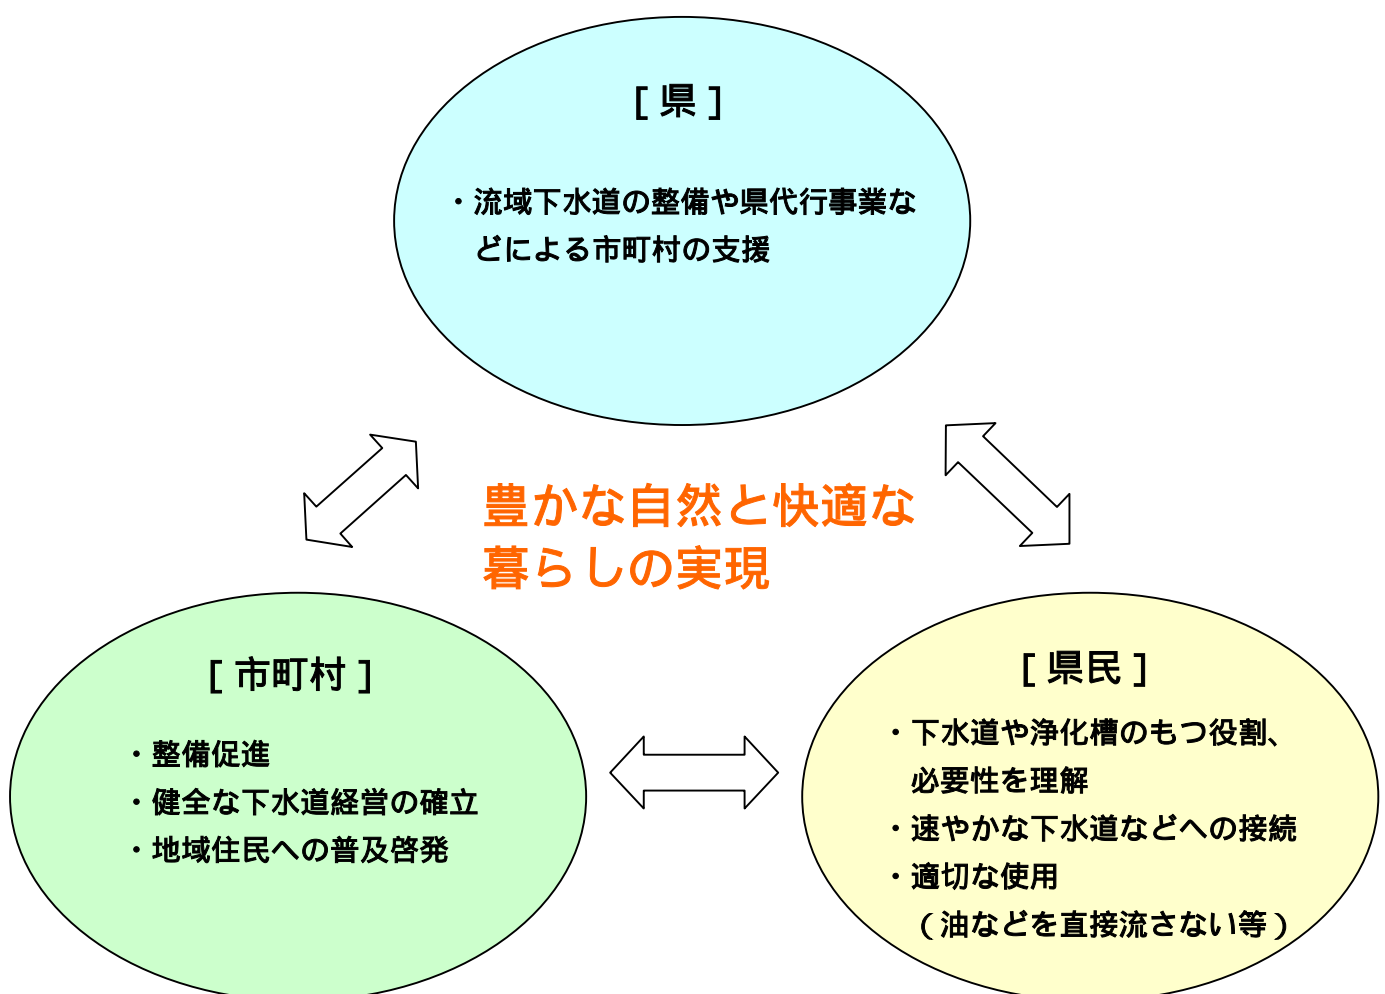 [ 県 ]
・流域下水道の整備や県代行事業な
どによる市町村の支援
豊かな自然と快適な
暮らしの実現
[ 市町村 ]
・整備促進
・健全な下水道経営の確立
・地域住民への普及啓発
[ 県民 ]
・下水道や浄化槽のもつ役割、
必要性を理解
・速やかな下水道などへの接続
・適切な使用
（油などを直接流さない等）